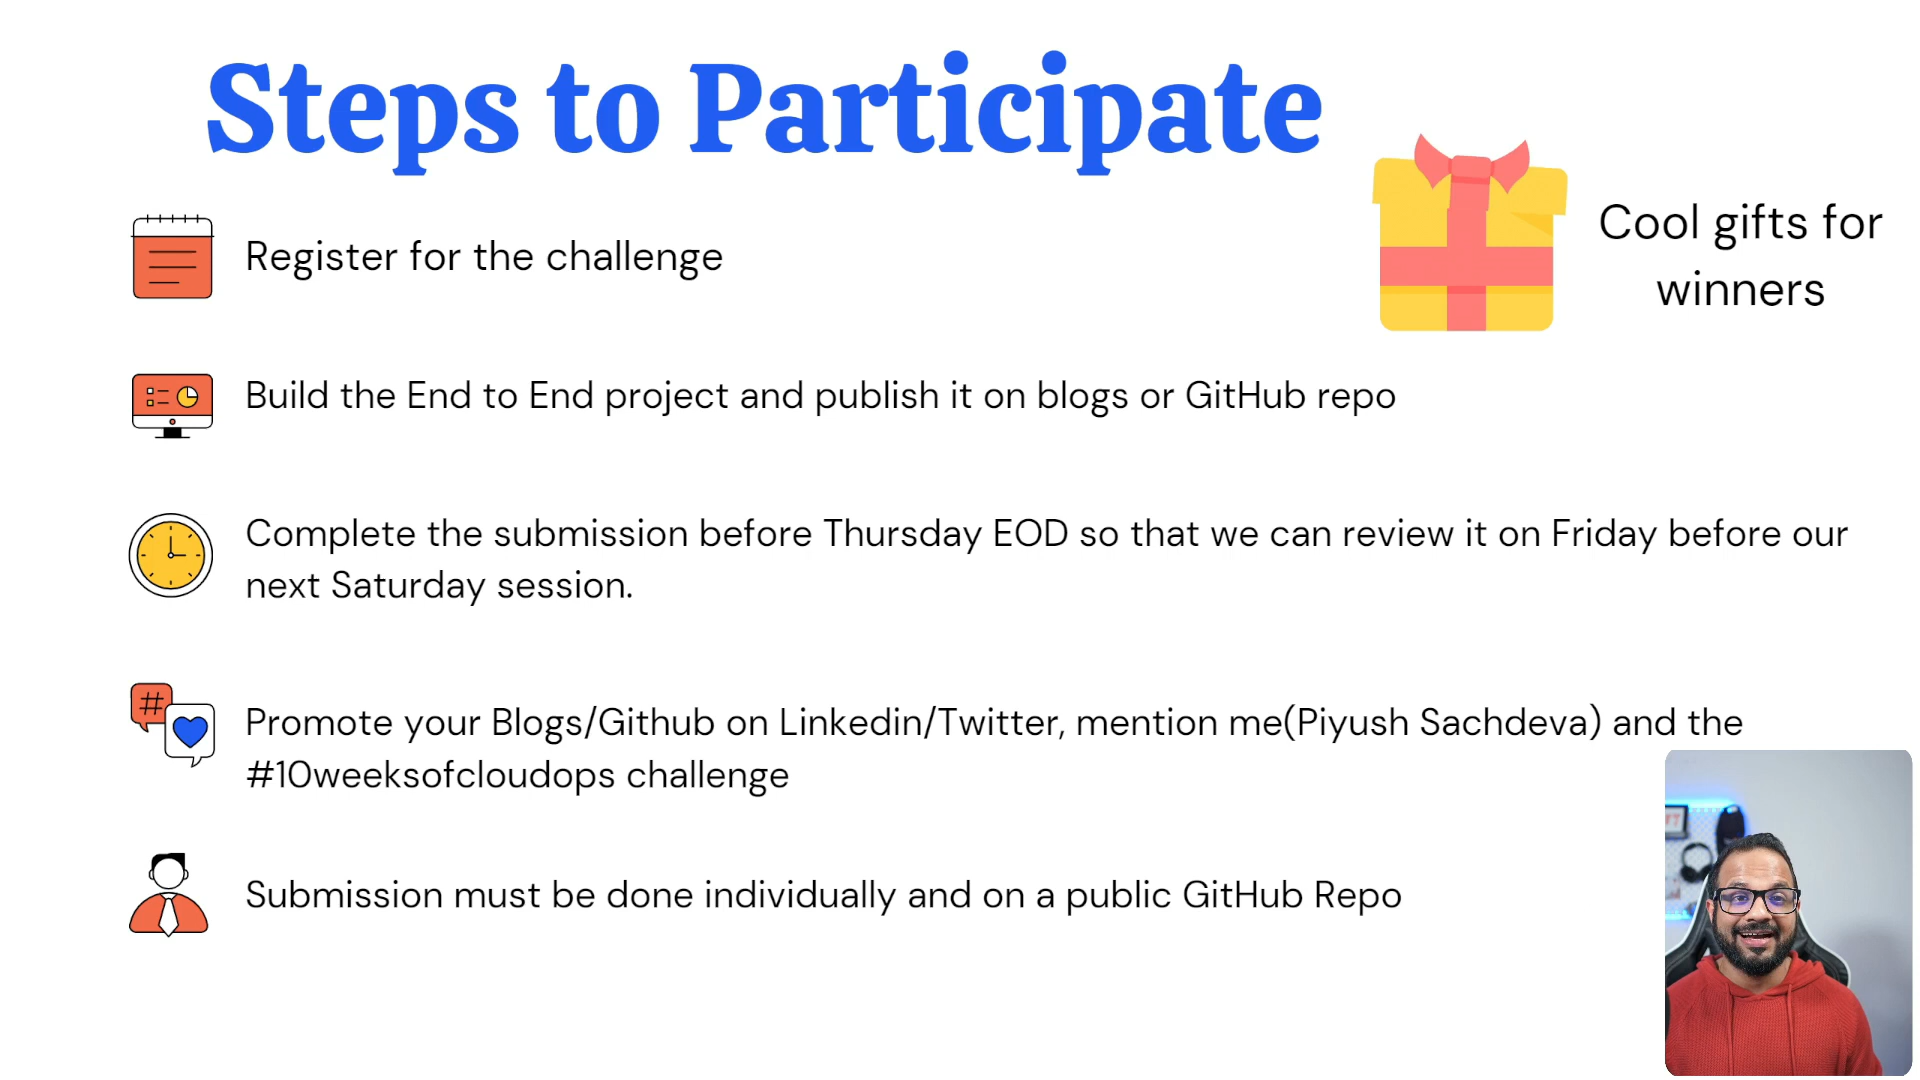 Steps to Participate
Cool gifts for
winners
Register for the challenge
Build the End to End project and publish it on blogs or GitHub repo
Complete the submission before Thursday EOD so that we can review it on Friday before our
next Saturday session.
#
Promote your Blogs/Github on Linkedin/Twitter, mention me(Piyush Sachdeva) and the
#10weeksofcloudops challenge
Submission must be done individually and on a public GitHub Repo